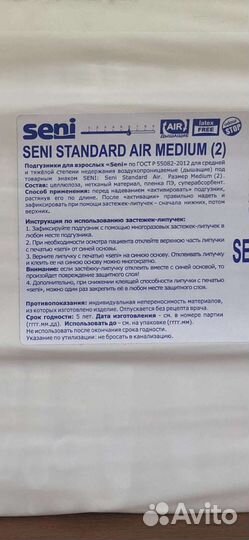 seni
AIR
Дышащие
latex
FREE
STOP
SENI STANDARD AIR MEDIUM (2)
Подгузники для взрослых «Seni» по ГОСТ Р 55082-2012 для средней
и тяжёлой степени недержания воздухопроницаемые (дышащие) под
товарным знаком SENI: Seni Standard Air. Размер Medium (2).
Состав: целлюлоза, нетканый материал, пленка ПЭ, суперабсорбент.
Способ применения: перед надеванием «активировать» подгузник,
растянув его по длине. После «активации» правильно надеть и
зафиксировать при помощи застежек-липучек – сначала нижних, потом
верхних.
Инструкция по использованию застежек-липучек:
1. Зафиксируйте подгузник с помощью многоразовых застежек-липучек в
любом месте подгузника.
2. При необходимости осмотра пациента отклейте верхнюю часть липучки
с печатью «seni» от синей основы.
3. Верните липучку с печатью «seni» на синюю основу. Отклеивать липучку
и клеить ее на синюю основу можно многократно.
Внимание: если застежку отклеить вместе с синей основой, то
произойдет повреждение защитного слоя!
4. Дополнительно, при снижении клеящей способности липучки с печатью
«seni», можно один раз закрепить её в любом месте защитного слоя.
Противопоказания: индивидуальная непереносимость материалов,
из которых изготовлено изделие. Отпускается без рецепта врача.
Срок годности: 5 лет. Дата изготовления – см. в номере партии
(гггг.мм.дд). Использовать до – см. на упаковке (гггг.мм).
Не использовать после окончания срока годности.
Указание по утилизации: не бросать в канализацию.
SE
Avito